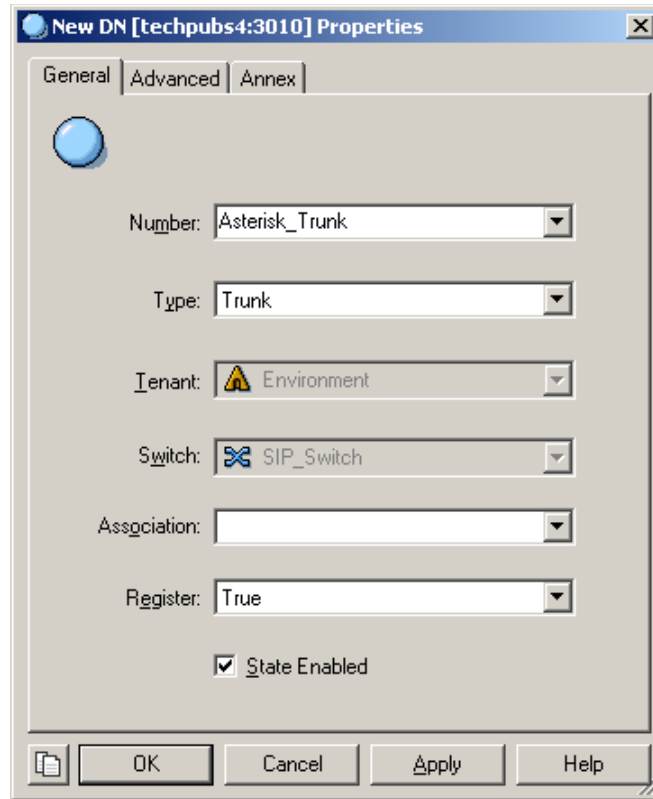 New DN [techpubs4:3010] Properties
General Advanced Annex
Number: Asterisk_Trunk
Type: Trunk
Tenant: Environment
Switch: SIP_Switch
Association:
Register: True
State Enabled
OK Cancel Apply Help